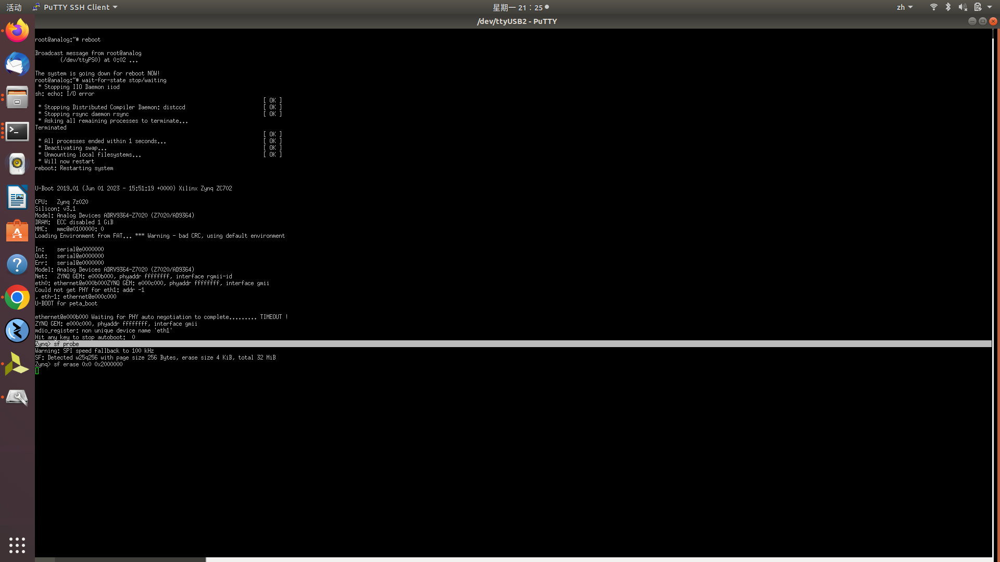 活动 PuTTY SSH Client 星期一 21：25 zh
/dev/ttyUSB2 - PuTTY
root@analog:~# reboot
Broadcast message from root@analog
(/dev/ttyPS0) at 0:02 ...
The system is going down for reboot NOW!
root@analog:~# wait-for-state stop/waiting
* Stopping IIO Daemon iiod
sh: echo: I/O error
[ OK ]
* Stopping Distributed Compiler Daemon: distccd [ OK ]
* Stopping rsync daemon rsync [ OK ]
* Asking all remaining processes to terminate...
Terminated
[ OK ]
* All processes ended within 1 seconds... [ OK ]
* Deactivating swap... [ OK ]
* Unmounting local filesystems... [ OK ]
* Will now restart
reboot: Restarting system
U-Boot 2019.01 (Jun 01 2023 - 15:51:19 +0000) Xilinx Zynq ZC702
CPU: Zynq 7z020
Silicon: v3.1
Model: Analog Devices ADRV9364-Z7020 (Z7020/AD9364)
DRAM: ECC disabled 1 GiB
MMC: mmc@e0100000: 0
Loading Environment from FAT... *** Warning - bad CRC, using default environment
In: serial@e0000000
Out: serial@e0000000
Err: serial@e0000000
Model: Analog Devices ADRV9364-Z7020 (Z7020/AD9364)
Net: ZYNQ GEM: e000b000, phyaddr ffffffff, interface rgmii-id
eth0: ethernet@e000b000ZYNQ GEM: e000c000, phyaddr ffffffff, interface gmii
Could not get PHY for eth1: addr -1
, eth-1: ethernet@e000c000
U-BOOT for peta_boot
ethernet@e000b000 Waiting for PHY auto negotiation to complete......... TIMEOUT !
ZYNQ GEM: e000c000, phyaddr ffffffff, interface gmii
mdio_register: non unique device name 'eth1'
Hit any key to stop autoboot: 0
Zynq> sf probe
Warning: SPI speed fallback to 100 kHz
SF: Detected w25q256 with page size 256 Bytes, erase size 4 KiB, total 32 MiB
Zynq> sf erase 0x0 0x2000000